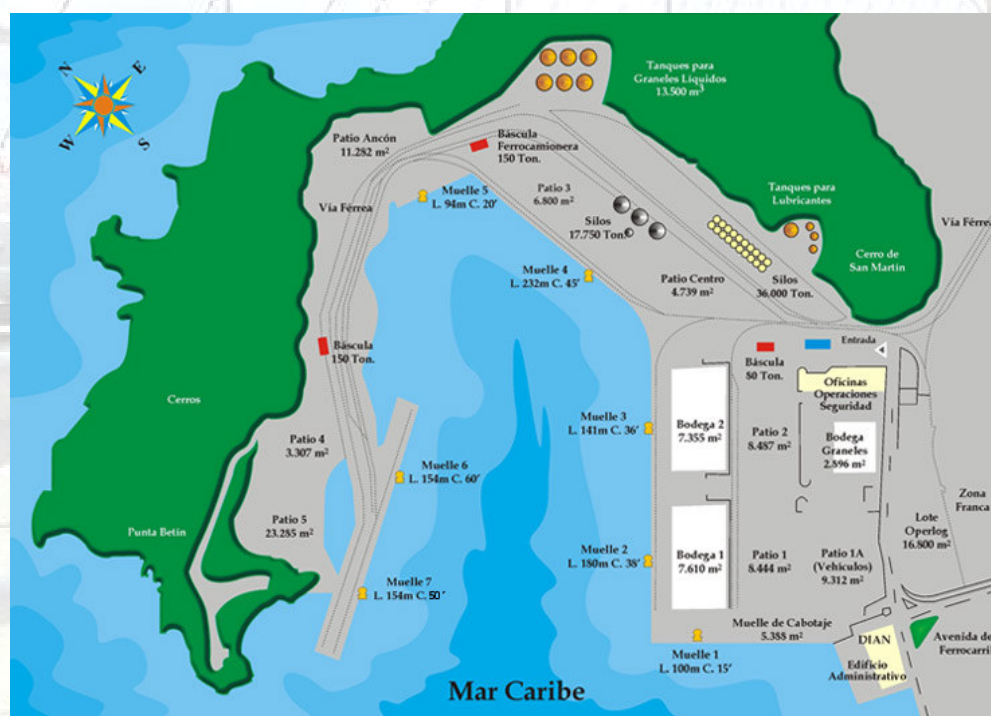 N
E
W
S
Tanques para
Graneles Líquidos
13.500 m³
Patio Ancón
11.282 m²
Báscula
Ferrocamionera
150 Ton.
Muelle 5
L. 94m C. 20'
Vía Férrea
Patio 3
6.800 m²
Silos
17.750 Ton.
Tanques para
Lubricantes
Vía Férrea
Cerro de
San Martín
Muelle 4
L. 232m C. 45'
Patio Centro
4.739 m²
Silos
36.000 Ton.
Báscula
150 Ton.
Entrada
Báscula
80 Ton.
Oficinas
Operaciones
Seguridad
Cerros
Muelle 3
L. 141m C. 36'
Bodega 2
7.355 m²
Patio 2
8.487 m²
Bodega
Graneles
2.896 m²
Patio 4
3.307 m²
Muelle 6
L. 154m C. 60'
Zona
Franca
Punta Betín
Patio 5
23.285 m²
Lote
Operlog
16.800 m²
Muelle 2
L. 180m C. 38'
Bodega 1
7.610 m²
Patio 1
8.444 m²
Patio 1A
(Vehículos)
9.312 m²
Muelle 7
L. 154m C. 50'
Muelle de Cabotaje
5.388 m²
Muelle 1
L. 100m C. 15'
DIAN
Edificio
Administrativo
Avenida de
Ferrocarri
Mar Caribe